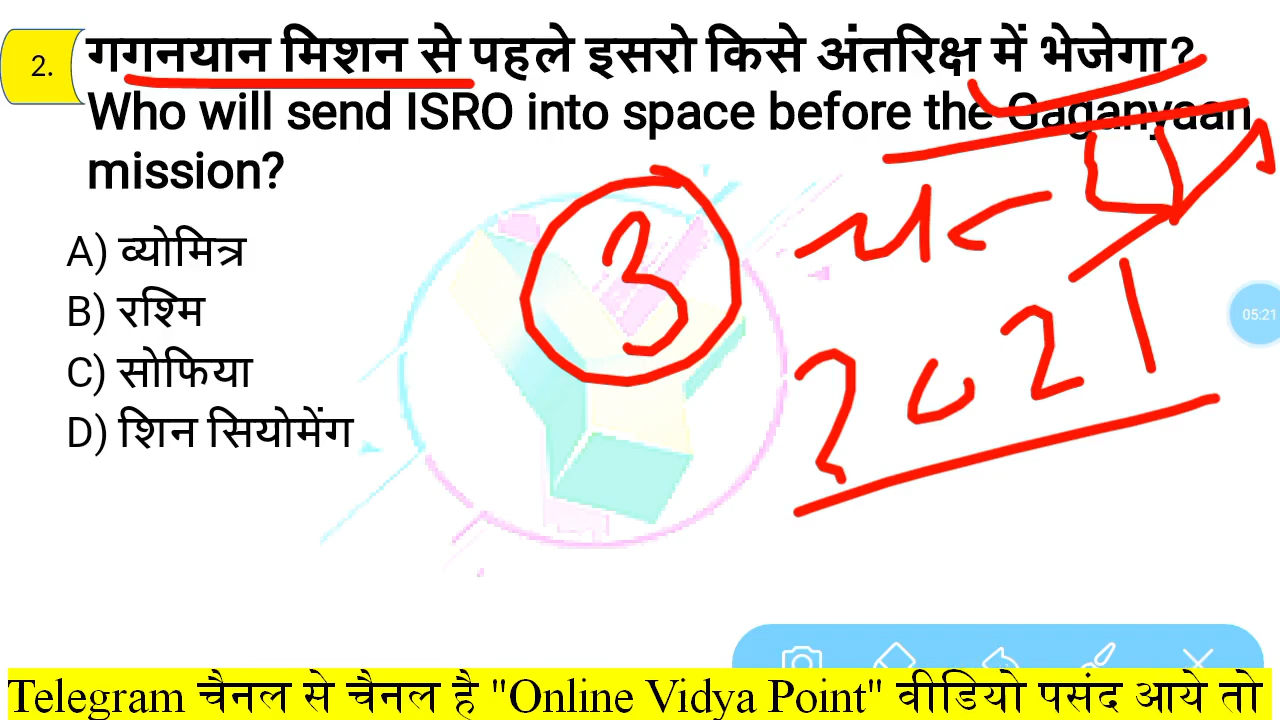 2.
गगनयान मिशन से पहले इसरो किसे अंतरिक्ष में भेजेगा?
Who will send ISRO into space before the Gaganyaan
mission?
A) व्योमित्र
B) रश्मि
C) सोफिया
D) शिन सियोमेंग
3
2021
05:21
Telegram चैनल से चैनल है "Online Vidya Point" वीडियो पसंद आये तो